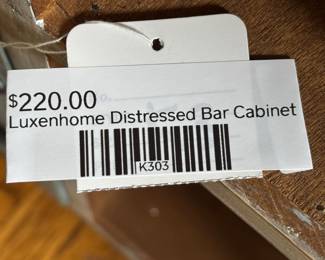 $220.00
Luxenhome Distressed Bar Cabinet
K303